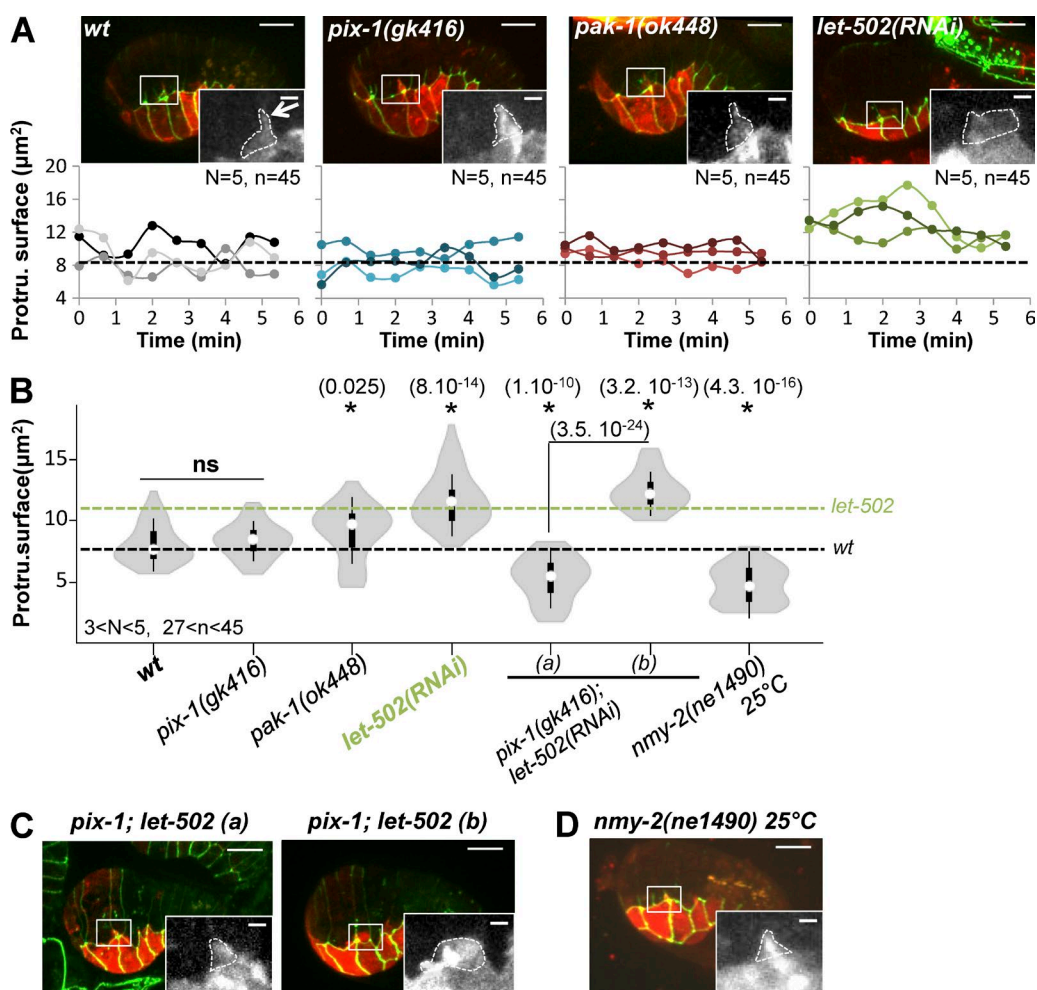 A
wt
pix-1(gk416)
pak-1(ok448)
let-502(RNAi)
Protru. surface (µm²)
20
16
12
8
4
N=5, n=45
N=5, n=45
N=5, n=45
N=5, n=45
0 1 2 3 4 5 6
0 1 2 3 4 5 6
0 1 2 3 4 5 6
0 1 2 3 4 5 6
Time (min)
Time (min)
Time (min)
Time (min)
B
(0.025)
(8.10⁻¹⁴)
(1.10⁻¹⁰)
(3.2. 10⁻¹³)
(4.3. 10⁻¹⁶)
* * * * *
(3.5. 10⁻²⁴)
ns
Protru.surface(µm²)
15
10
5
let-502
wt
3<N<5, 27<n<45
wt
pix-1(gk416)
pak-1(ok448)
let-502(RNAi)
(a)
(b)
pix-1(gk416);
let-502(RNAi)
nmy-2(ne1490)
25°C
C
pix-1; let-502 (a)
pix-1; let-502 (b)
D
nmy-2(ne1490) 25°C